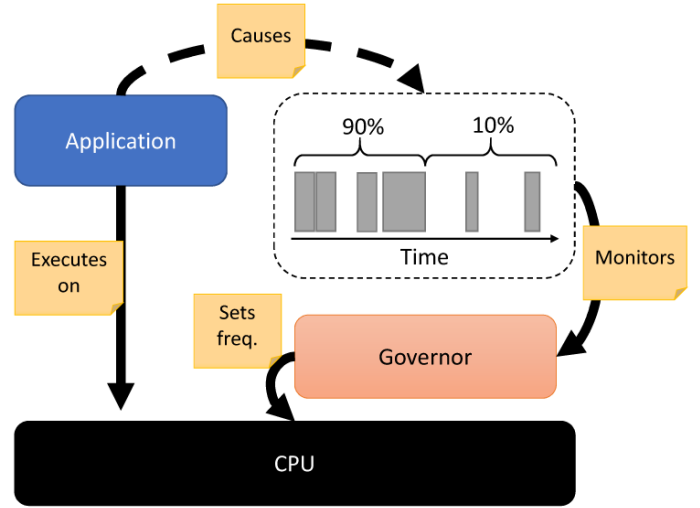 Causes
Application
90%
10%
Time
Executes
on
Monitors
Sets
freq.
Governor
CPU